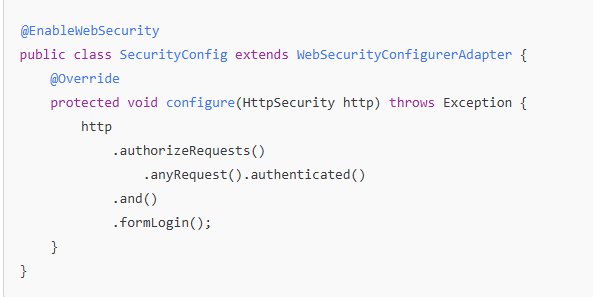 @EnableWebSecurity
public class SecurityConfig extends WebSecurityConfigurerAdapter {
    @Override
    protected void configure(HttpSecurity http) throws Exception {
        http
            .authorizeRequests()
                .anyRequest().authenticated()
            .and()
            .formLogin();
    }
}